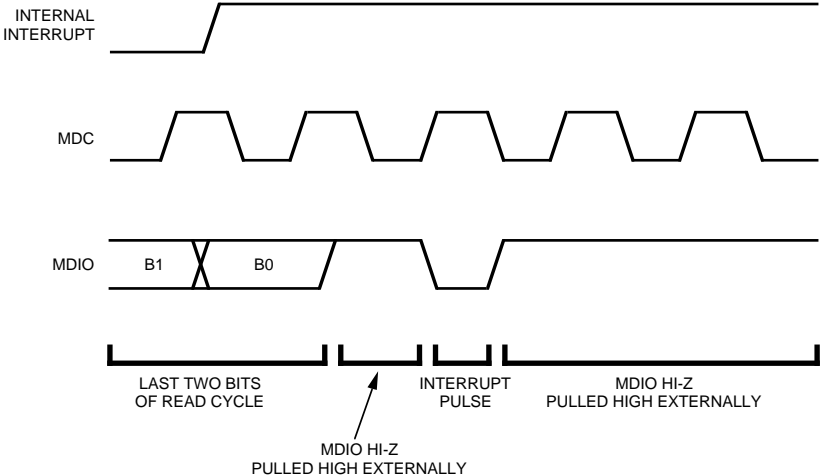 INTERNAL
INTERRUPT
MDC
MDIO
B1
B0
LAST TWO BITS
OF READ CYCLE
INTERRUPT
PULSE
MDIO HI-Z
PULLED HIGH EXTERNALLY
MDIO HI-Z
PULLED HIGH EXTERNALLY